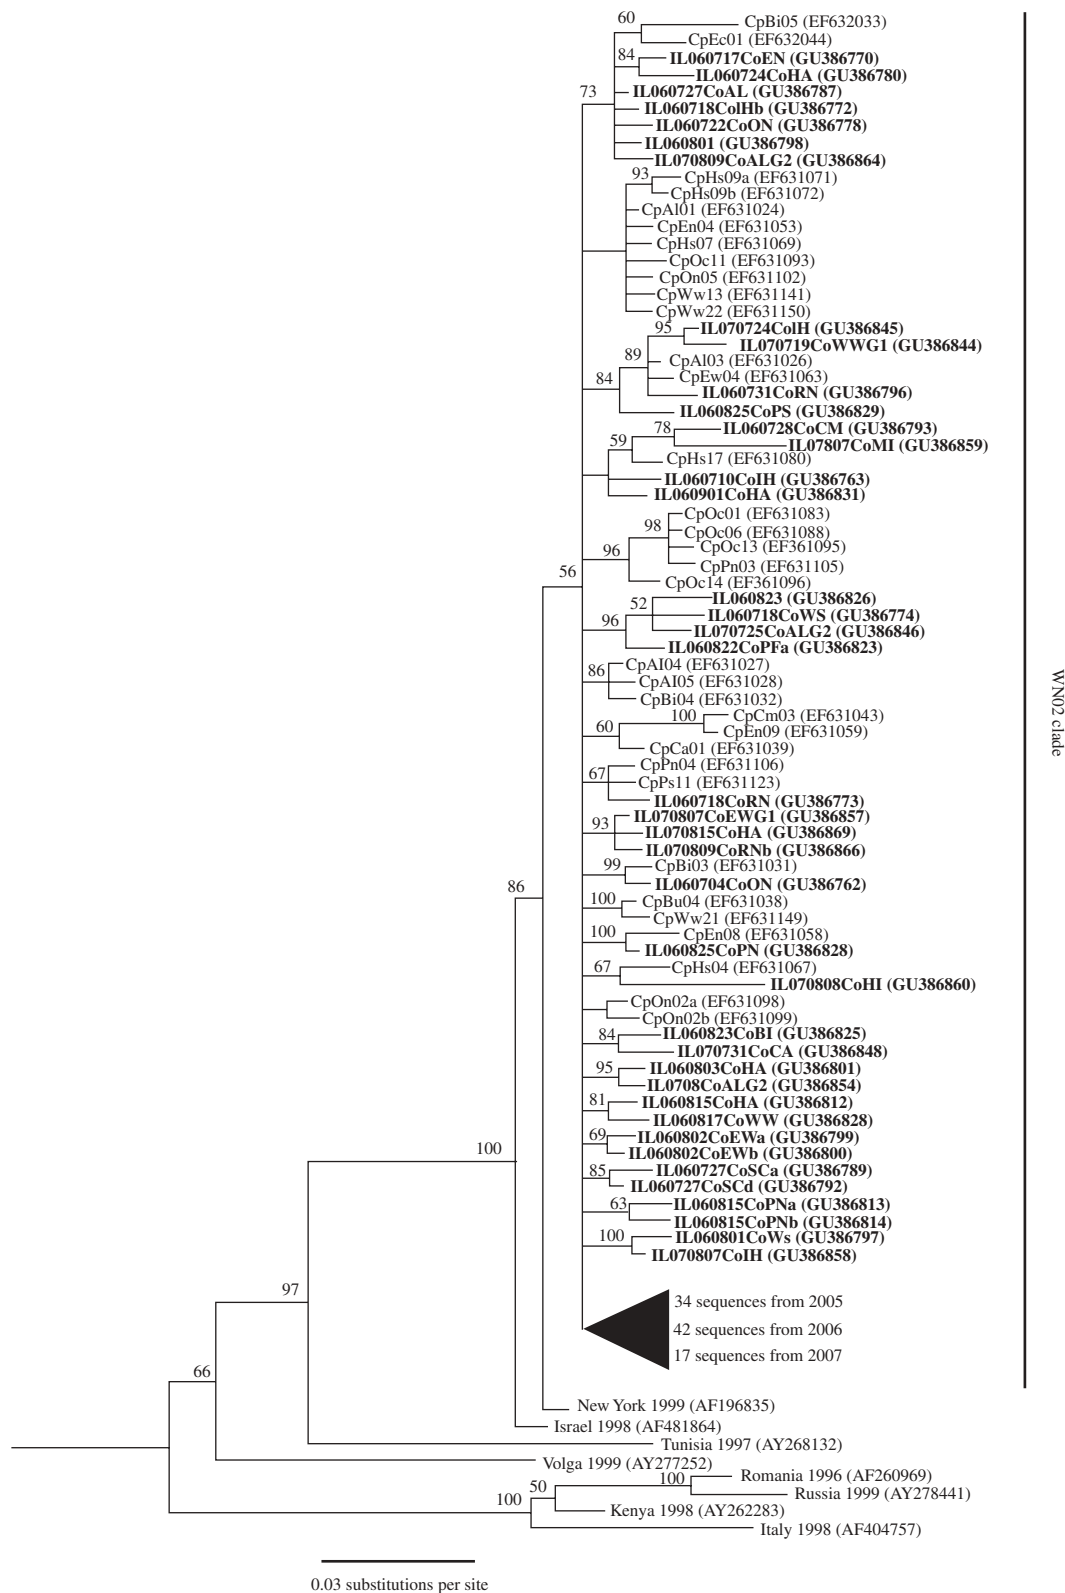 60
CpBi05 (EF632033)
CpEc01 (EF632044)
84
IL060717CoEN (GU386770)
IL060724CoHA (GU386780)
73
IL060727CoAL (GU386787)
IL060718ColHb (GU386772)
IL060722CoON (GU386778)
IL060801 (GU386798)
IL070809CoALG2 (GU386864)
93
CpHs09a (EF631071)
CpHs09b (EF631072)
CpAl01 (EF631024)
CpEn04 (EF631053)
CpHs07 (EF631069)
CpOc11 (EF631093)
CpOn05 (EF631102)
CpWw13 (EF631141)
CpWw22 (EF631150)
95
IL070724ColH (GU386845)
IL070719CoWWG1 (GU386844)
89
CpAl03 (EF631026)
84
CpEw04 (EF631063)
IL060731CoRN (GU386796)
IL060825CoPS (GU386829)
78
IL060728CoCM (GU386793)
59
IL07807CoMI (GU386859)
CpHs17 (EF631080)
IL060710CoIH (GU386763)
IL060901CoHA (GU386831)
CpOc01 (EF631083)
98
CpOc06 (EF631088)
96
CpOc13 (EF361095)
CpPn03 (EF631105)
56
CpOc14 (EF361096)
52
IL060823 (GU386826)
IL060718CoWS (GU386774)
96
IL070725CoALG2 (GU386846)
IL060822CoPFa (GU386823)
86
CpAI04 (EF631027)
CpAI05 (EF631028)
CpBi04 (EF631032)
100
CpCm03 (EF631043)
60
CpEn09 (EF631059)
CpCa01 (EF631039)
67
CpPn04 (EF631106)
CpPs11 (EF631123)
IL060718CoRN (GU386773)
93
IL070807CoEWG1 (GU386857)
IL070815CoHA (GU386869)
IL070809CoRNb (GU386866)
99
CpBi03 (EF631031)
IL060704CoON (GU386762)
86
100
CpBu04 (EF631038)
CpWw21 (EF631149)
100
CpEn08 (EF631058)
IL060825CoPN (GU386828)
67
CpHs04 (EF631067)
IL070808CoHI (GU386860)
CpOn02a (EF631098)
CpOn02b (EF631099)
84
IL060823CoBI (GU386825)
IL070731CoCA (GU386848)
95
IL060803CoHA (GU386801)
IL0708CoALG2 (GU386854)
81
IL060815CoHA (GU386812)
IL060817CoWW (GU386828)
69
IL060802CoEWa (GU386799)
100
IL060802CoEWb (GU386800)
85
IL060727CoSCa (GU386789)
IL060727CoSCd (GU386792)
63
IL060815CoPNa (GU386813)
IL060815CoPNb (GU386814)
100
IL060801CoWs (GU386797)
IL070807CoIH (GU386858)
97
34 sequences from 2005
42 sequences from 2006
17 sequences from 2007
WN02 clade
66
New York 1999 (AF196835)
Israel 1998 (AF481864)
Tunisia 1997 (AY268132)
Volga 1999 (AY277252)
100
Romania 1996 (AF260969)
50
Russia 1999 (AY278441)
100
Kenya 1998 (AY262283)
Italy 1998 (AF404757)
0.03 substitutions per site